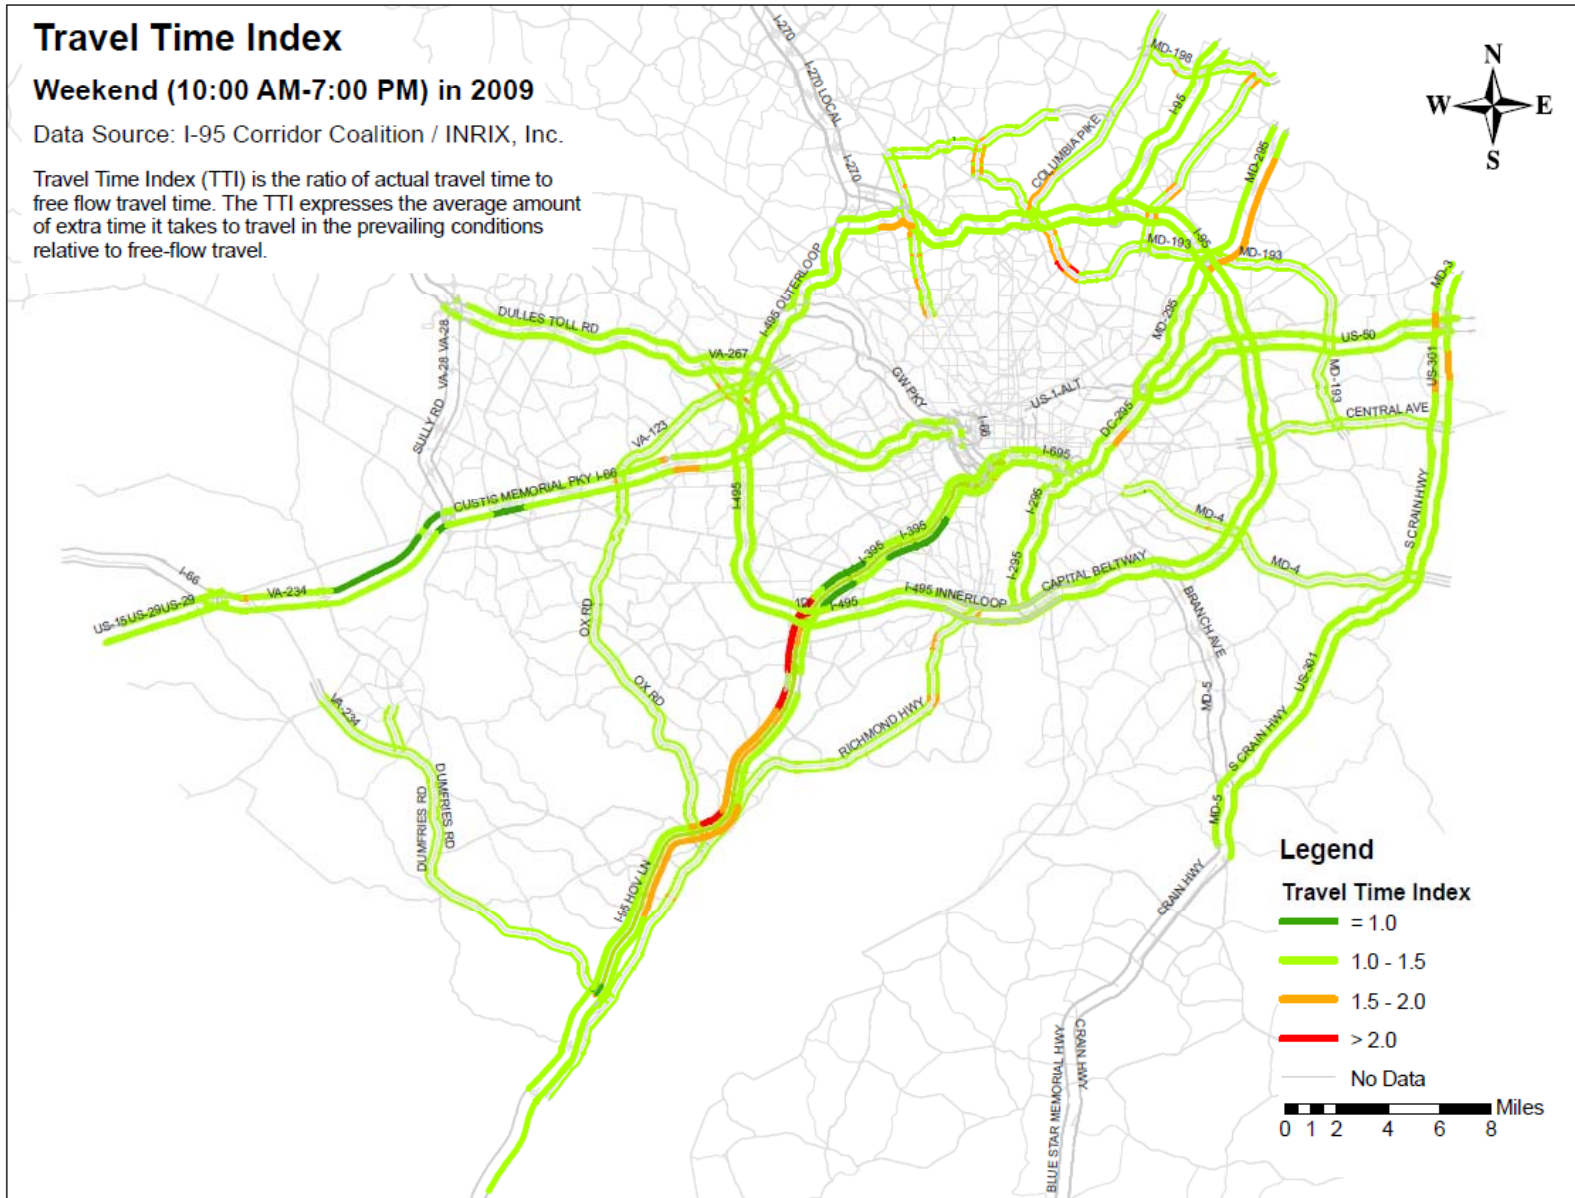 Travel Time Index
Weekend (10:00 AM-7:00 PM) in 2009
Data Source: I-95 Corridor Coalition / INRIX, Inc.
Travel Time Index (TTI) is the ratio of actual travel time to
free flow travel time. The TTI expresses the average amount
of extra time it takes to travel in the prevailing conditions
relative to free-flow travel.
N
W
E
S
I-270
I-270 LOCAL
I-270
MD-198
I-95
COLUMBIA PIKE
MD-295
MD-193
I-95
MD-193
MD-3
I-495 OUTERLOOP
DULLES TOLL RD
VA-28
VA-28
VA-267
MD-295
US-50
US-301
GW PKY
US-1-ALT
MD-193
CENTRAL AVE
SULLY RD
VA-123
I-66
DC-295
I-695
CUSTIS MEMORIAL PKY I-66
I-495
I-295
MD-4
S CRAIN HWY
I-395
I-395
I-295
CAPITAL BELTWAY
MD-4
I-66
VA-234
US-15US-29US-29
I-495
I-495 INNERLOOP
OX RD
BRANCH AVE
OX RD
MD-5
US-301
VA-234
RICHMOND HWY
S CRAIN HWY
DUMFRIES RD
DUMFRIES RD
MD-5
I-95 HOV LN
CRAIN HWY
BLUE STAR MEMORIAL HWY
CRAIN HWY
Legend
Travel Time Index
= 1.0
1.0 - 1.5
1.5 - 2.0
> 2.0
No Data
Miles
0 1 2 4 6 8